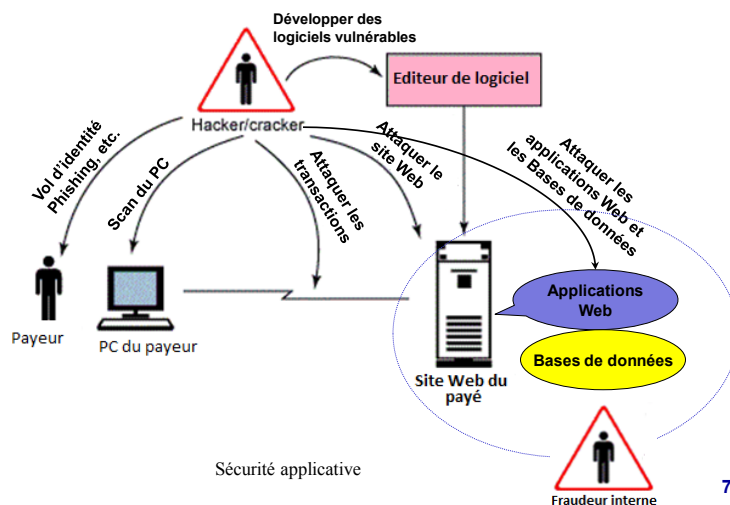 Développer des
logiciels vulnérables
Editeur de logiciel
Hacker/cracker
Vol d'identité
Phishing, etc.
Scan du PC
Attaquer les
transactions
Attaquer le
site Web
Attaquer les
applications Web et
les Bases de données
Payeur
PC du payeur
Applications
Web
Bases de données
Site Web du
payé
Sécurité applicative
Fraudeur interne
7